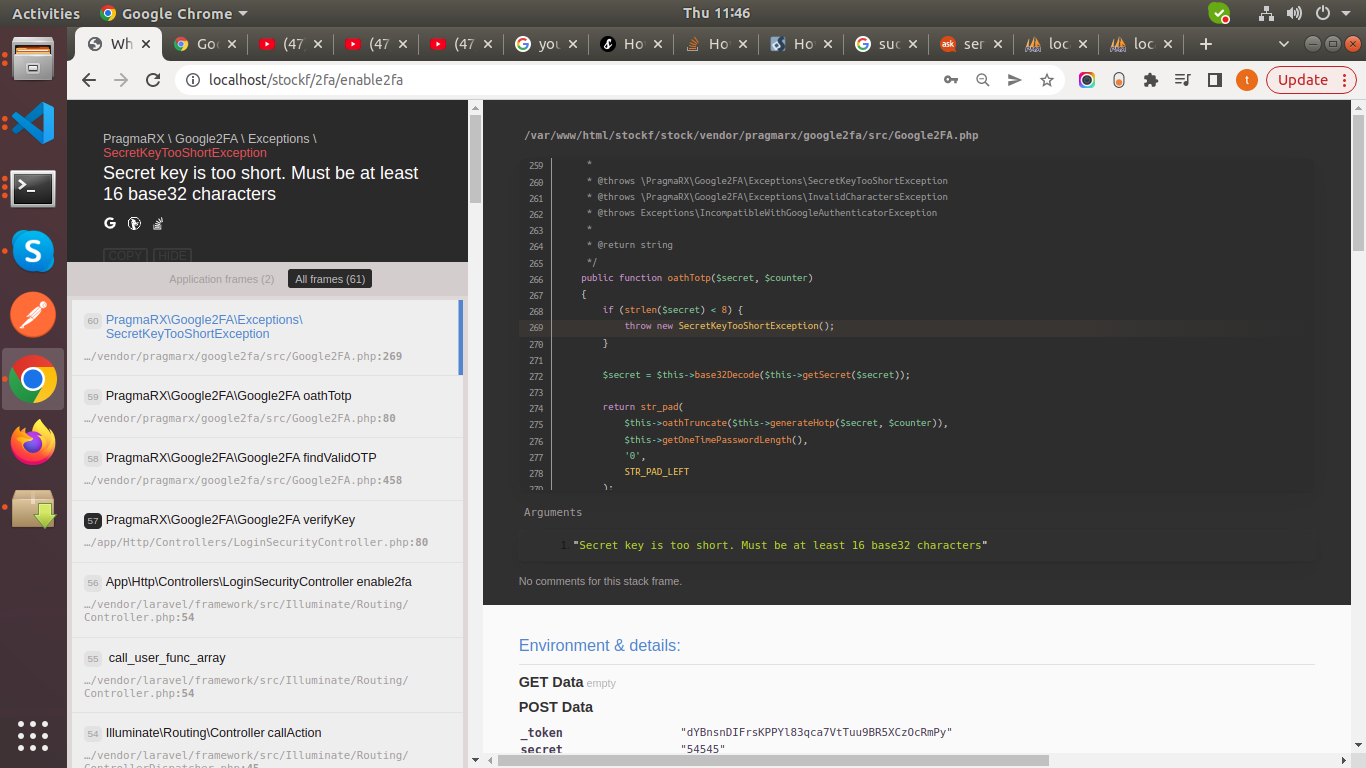 Activities
Google Chrome
Thu 11:46
Wh
Goo
(47
(47
(47
you
Ho
Ho
Ho
suc
ask
ser
loca
loca
localhost/stockf/2fa/enable2fa
t
Update
PragmaRX \ Google2FA \ Exceptions \
SecretKeyTooShortException
Secret key is too short. Must be at least
16 base32 characters
COPY HIDE
Application frames (2) All frames (61)
60 PragmaRX\Google2FA\Exceptions\
SecretKeyTooShortException
…/vendor/pragmarx/google2fa/src/Google2FA.php:269
59 PragmaRX\Google2FA\Google2FA oathTotp
…/vendor/pragmarx/google2fa/src/Google2FA.php:80
58 PragmaRX\Google2FA\Google2FA findValidOTP
…/vendor/pragmarx/google2fa/src/Google2FA.php:458
57 PragmaRX\Google2FA\Google2FA verifyKey
…/app/Http/Controllers/LoginSecurityController.php:80
56 App\Http\Controllers\LoginSecurityController enable2fa
…/vendor/laravel/framework/src/Illuminate/Routing/
Controller.php:54
55 call_user_func_array
…/vendor/laravel/framework/src/Illuminate/Routing/
Controller.php:54
54 Illuminate\Routing\Controller callAction
…/vendor/laravel/framework/src/Illuminate/Routing/
ControllerDispatcher.php:45
/var/www/html/stockf/stock/vendor/pragmarx/google2fa/src/Google2FA.php
259 *
260 * @throws \PragmaRX\Google2FA\Exceptions\SecretKeyTooShortException
261 * @throws \PragmaRX\Google2FA\Exceptions\InvalidCharactersException
262 * @throws Exceptions\IncompatibleWithGoogleAuthenticatorException
263 *
264 * @return string
265 */
266 public function oathTotp($secret, $counter)
267 {
268 if (strlen($secret) < 8) {
269 throw new SecretKeyTooShortException();
270 }
271
272 $secret = $this->base32Decode($this->getSecret($secret));
273
274 return str_pad(
275 $this->oathTruncate($this->generateHotp($secret, $counter)),
276 $this->getOneTimePasswordLength(),
277 '0',
278 STR_PAD_LEFT
279 );
Arguments
1. "Secret key is too short. Must be at least 16 base32 characters"
No comments for this stack frame.
Environment & details:
GET Data empty
POST Data
_token "dYBnsnDIFrsKPPYl83qca7VtTuu9BR5XCzOcRmPy"
secret "54545"